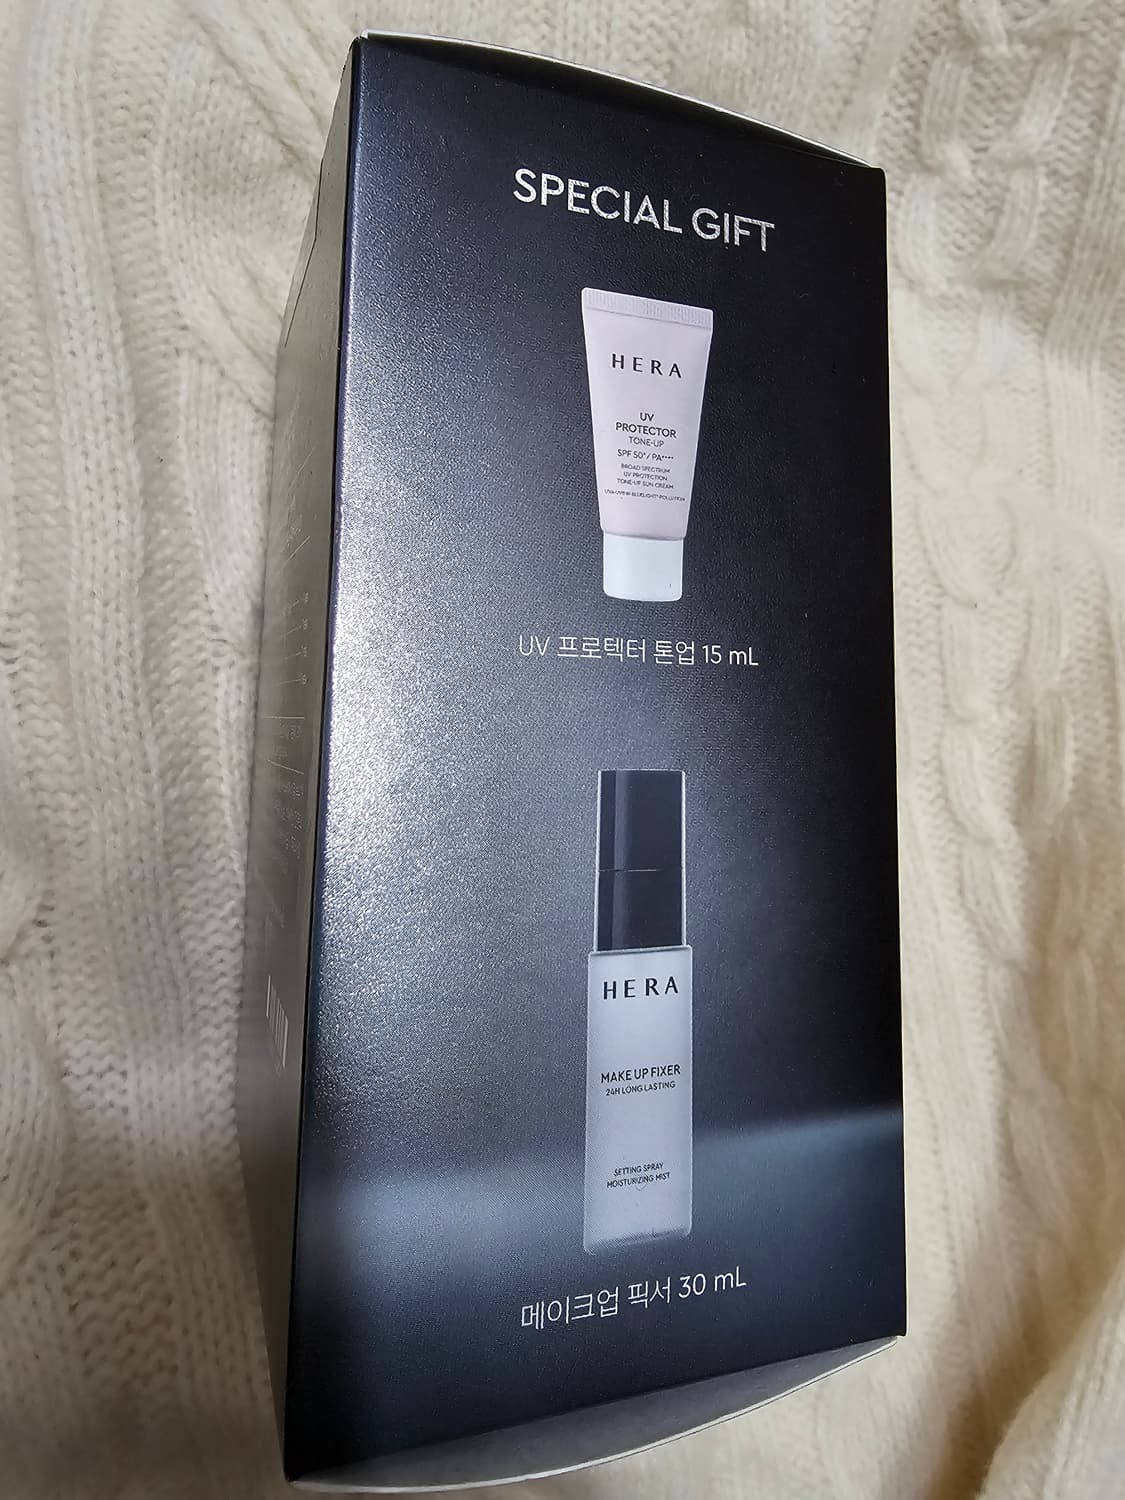 SPECIAL GIFT
HERA
UV
PROTECTOR
TONE-UP
SPF 50+/ PA++++
BROAD SPECTRUM
UV PROTECTION
TONE-UP SUN CREAM
UV 프로텍터 톤업 15 mL
HERA
MAKE UP FIXER
24H LONG LASTING
SETTING SPRAY
MOISTURIZING MIST
메이크업 픽서 30 mL